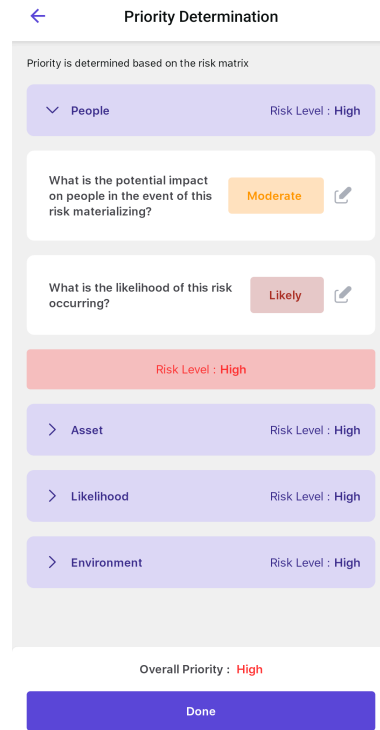 Priority Determination
Priority is determined based on the risk matrix
People Risk Level : High
What is the potential impact
on people in the event of this
risk materializing?
Moderate
What is the likelihood of this risk
occurring?
Likely
Risk Level : High
Asset Risk Level : High
Likelihood Risk Level : High
Environment Risk Level : High
Overall Priority : High
Done